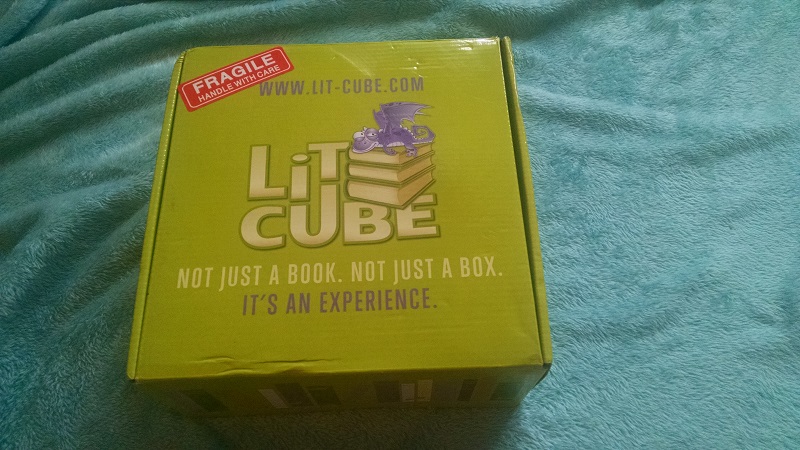 FRAGILE
HANDLE WITH CARE
WWW.LIT-CUBE.COM
LiT
CUBE
NOT JUST A BOOK. NOT JUST A BOX.
IT'S AN EXPERIENCE.